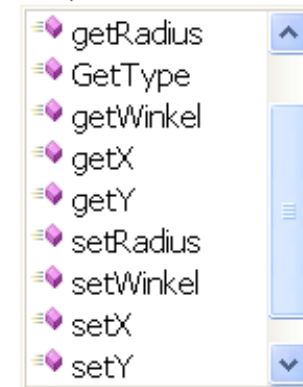 getRadius
GetType
getWinkel
getX
getY
setRadius
setWinkel
setX
setY